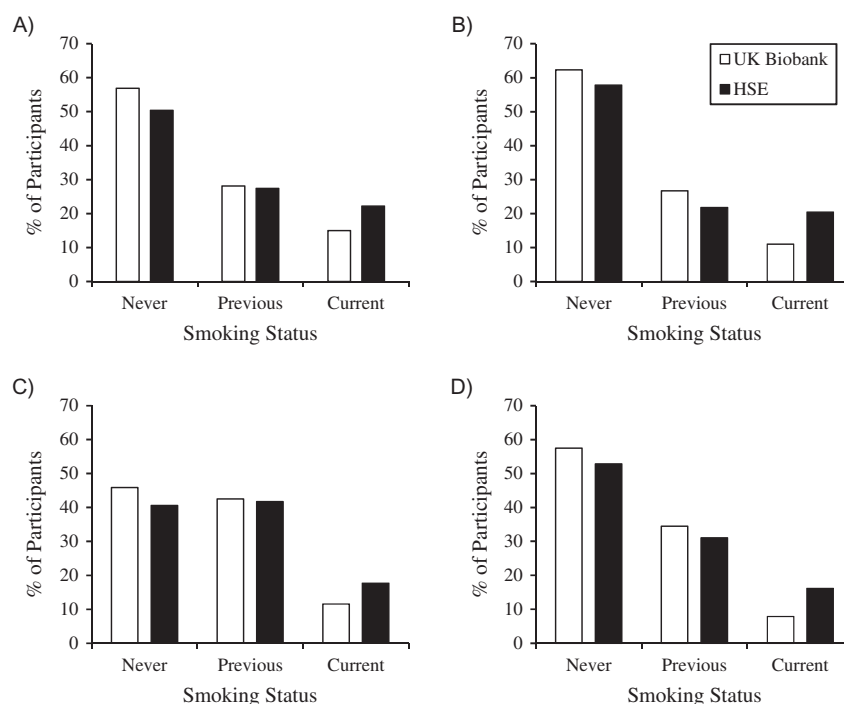 A)
70
60
50
40
30
20
10
0
% of Participants
Never Previous Current
Smoking Status
B)
70
60
50
40
30
20
10
0
% of Participants
UK Biobank
HSE
Never Previous Current
Smoking Status
C)
70
60
50
40
30
20
10
0
% of Participants
Never Previous Current
Smoking Status
D)
70
60
50
40
30
20
10
0
% of Participants
Never Previous Current
Smoking Status